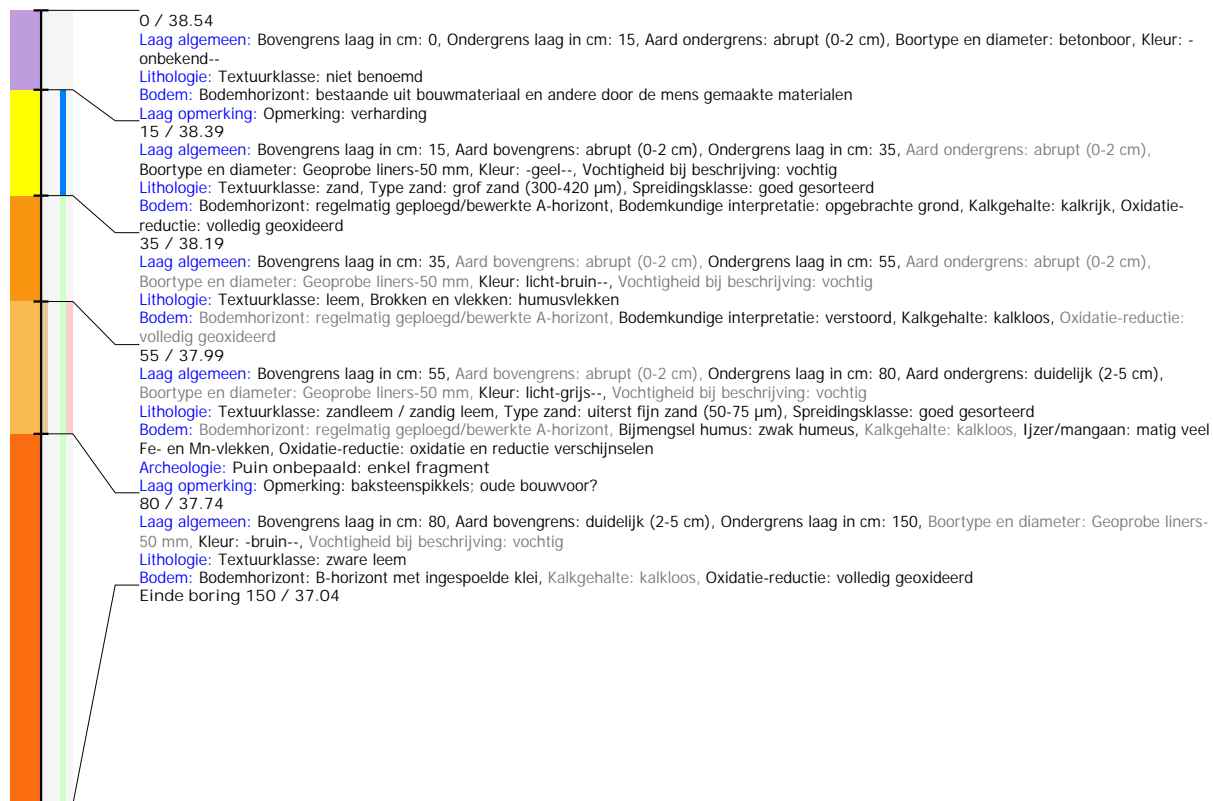 0 / 38.54
Laag algemeen: Bovengrens laag in cm: 0, Ondergrens laag in cm: 15, Aard ondergrens: abrupt (0-2 cm), Boortype en diameter: betonboor, Kleur: -
onbekend--
Lithologie: Textuurklasse: niet benoemd
Bodem: Bodemhorizont: bestaande uit bouwmateriaal en andere door de mens gemaakte materialen
Laag opmerking: Opmerking: verharding
15 / 38.39
Laag algemeen: Bovengrens laag in cm: 15, Aard bovengrens: abrupt (0-2 cm), Ondergrens laag in cm: 35, Aard ondergrens: abrupt (0-2 cm),
Boortype en diameter: Geoprobe liners-50 mm, Kleur: -geel--, Vochtigheid bij beschrijving: vochtig
Lithologie: Textuurklasse: zand, Type zand: grof zand (300-420 µm), Spreidingsklasse: goed gesorteerd
Bodem: Bodemhorizont: regelmatig geploegd/bewerkte A-horizont, Bodemkundige interpretatie: opgebrachte grond, Kalkgehalte: kalkrijk, Oxidatie-
reductie: volledig geoxideerd
35 / 38.19
Laag algemeen: Bovengrens laag in cm: 35, Aard bovengrens: abrupt (0-2 cm), Ondergrens laag in cm: 55, Aard ondergrens: abrupt (0-2 cm),
Boortype en diameter: Geoprobe liners-50 mm, Kleur: licht-bruin--, Vochtigheid bij beschrijving: vochtig
Lithologie: Textuurklasse: leem, Brokken en vlekken: humusvlekken
Bodem: Bodemhorizont: regelmatig geploegd/bewerkte A-horizont, Bodemkundige interpretatie: verstoord, Kalkgehalte: kalkloos, Oxidatie-reductie:
volledig geoxideerd
55 / 37.99
Laag algemeen: Bovengrens laag in cm: 55, Aard bovengrens: abrupt (0-2 cm), Ondergrens laag in cm: 80, Aard ondergrens: duidelijk (2-5 cm),
Boortype en diameter: Geoprobe liners-50 mm, Kleur: licht-grijs--, Vochtigheid bij beschrijving: vochtig
Lithologie: Textuurklasse: zandleem / zandig leem, Type zand: uiterst fijn zand (50-75 µm), Spreidingsklasse: goed gesorteerd
Bodem: Bodemhorizont: regelmatig geploegd/bewerkte A-horizont, Bijmengsel humus: zwak humeus, Kalkgehalte: kalkloos, Ijzer/mangaan: matig veel
Fe- en Mn-vlekken, Oxidatie-reductie: oxidatie en reductie verschijnselen
Archeologie: Puin onbepaald: enkel fragment
Laag opmerking: Opmerking: baksteenspikkels; oude bouwvoor?
80 / 37.74
Laag algemeen: Bovengrens laag in cm: 80, Aard bovengrens: duidelijk (2-5 cm), Ondergrens laag in cm: 150, Boortype en diameter: Geoprobe liners-
50 mm, Kleur: -bruin--, Vochtigheid bij beschrijving: vochtig
Lithologie: Textuurklasse: zware leem
Bodem: Bodemhorizont: B-horizont met ingespoelde klei, Kalkgehalte: kalkloos, Oxidatie-reductie: volledig geoxideerd
Einde boring 150 / 37.04